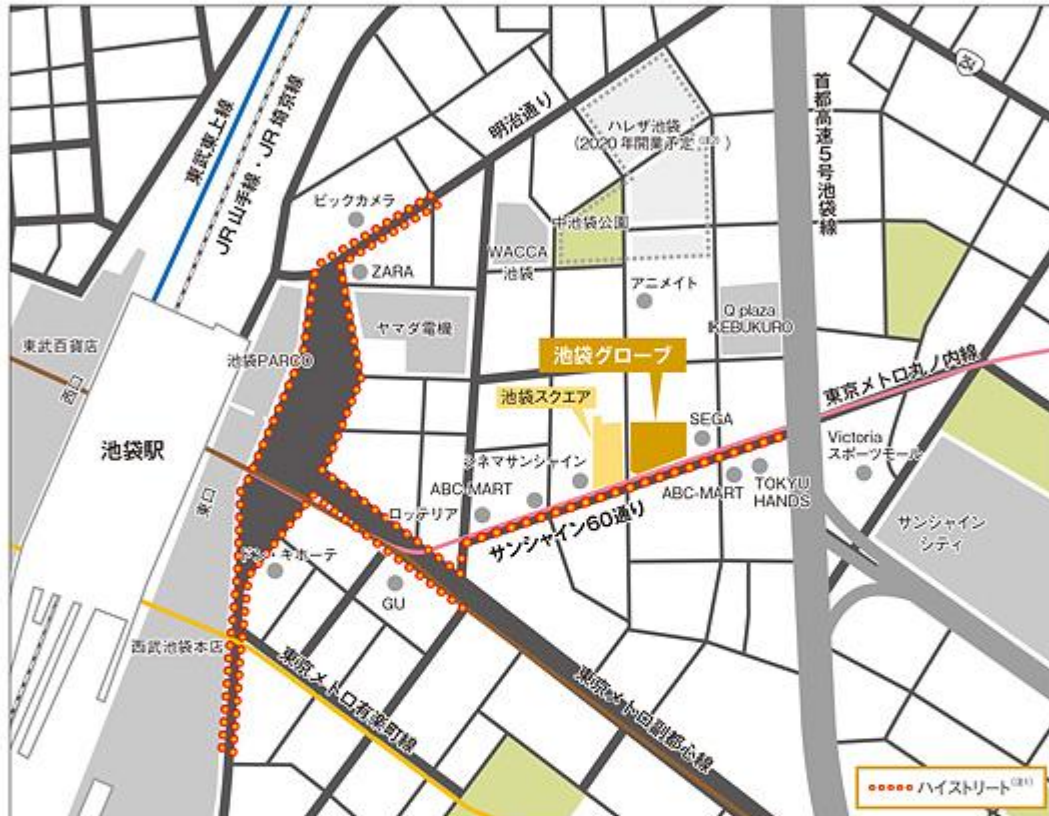 254
首都高速5号池袋線
明治通り
ハレザ池袋
(2020年開業予定(注2))
東武東上線
JR山手線・JR埼京線
ビックカメラ
中池袋公園
WACCA
池袋
ZARA
アニメイト
Q plaza
IKEBUKURO
東武百貨店
西口
池袋PARCO
ヤマダ電機
池袋グローブ
東京メトロ丸ノ内線
池袋スクエア
SEGA
池袋駅
東口
シネマサンシャイン
ABC-MART
ロッテリア
サンシャイン60通り
ABC-MART
TOKYU
HANDS
Victoria
スポーツモール
サンシャイン
シティ
ドン・キホーテ
GU
西武池袋本店
東京メトロ有楽町線
東京メトロ副都心線
ハイストリート(注1)